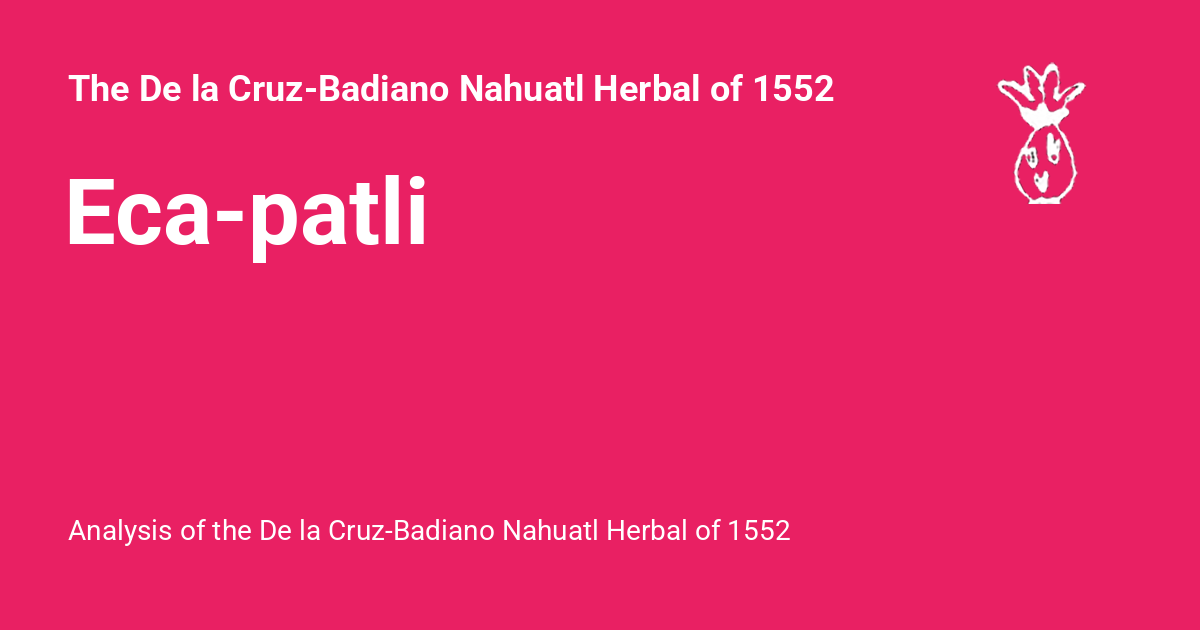 The De la Cruz-Badiano Nahuatl Herbal of 1552
Eca-patli
Analysis of the De la Cruz-Badiano Nahuatl Herbal of 1552